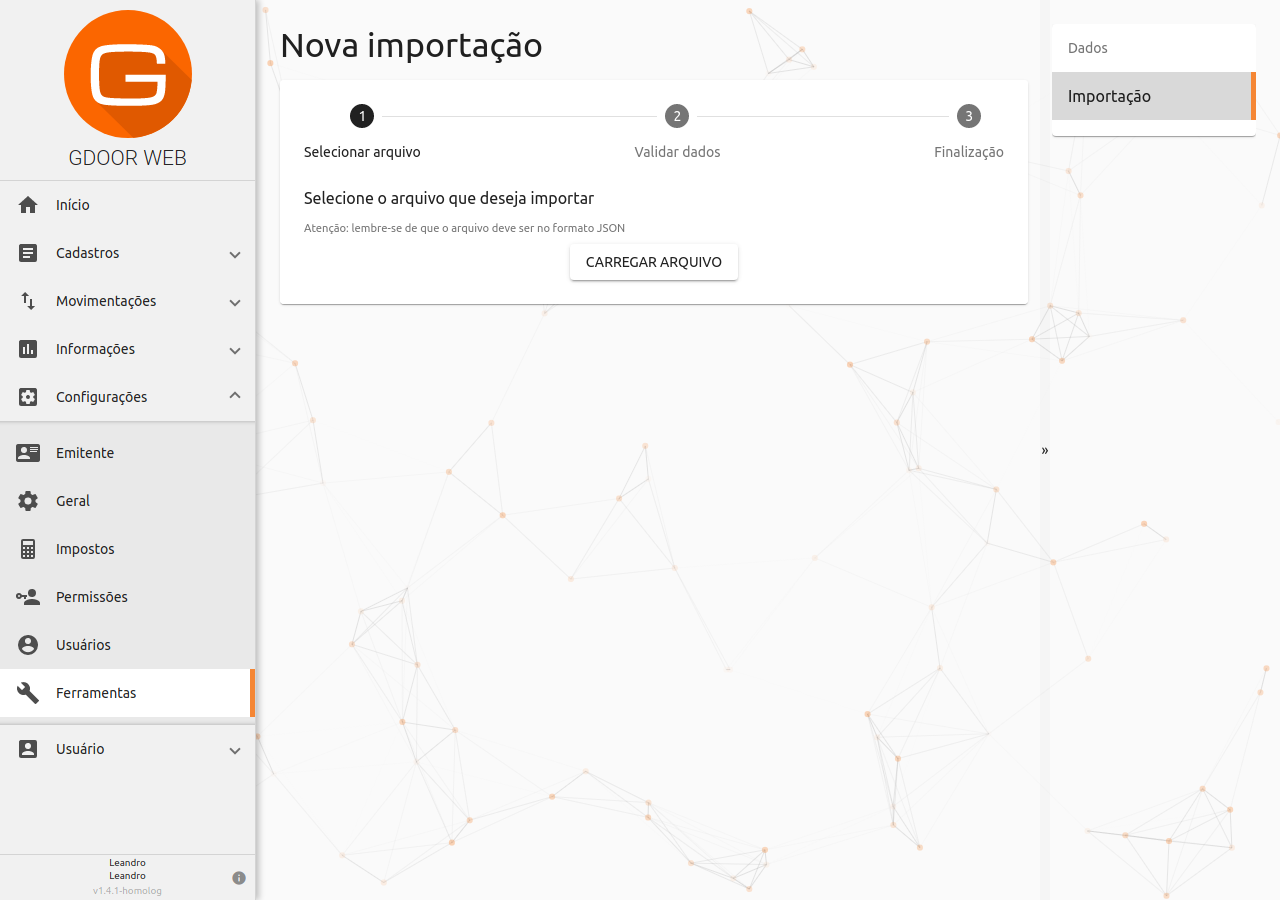 GDOOR WEB
Início
Cadastros
Movimentações
Informações
Configurações
Emitente
Geral
Impostos
Permissões
Usuários
Ferramentas
Usuário
Leandro
Leandro
v1.4.1-homolog
Nova importação
1
2
3
Selecionar arquivo
Validar dados
Finalização
Selecione o arquivo que deseja importar
Atenção: lembre-se de que o arquivo deve ser no formato JSON
CARREGAR ARQUIVO
»
Dados
Importação